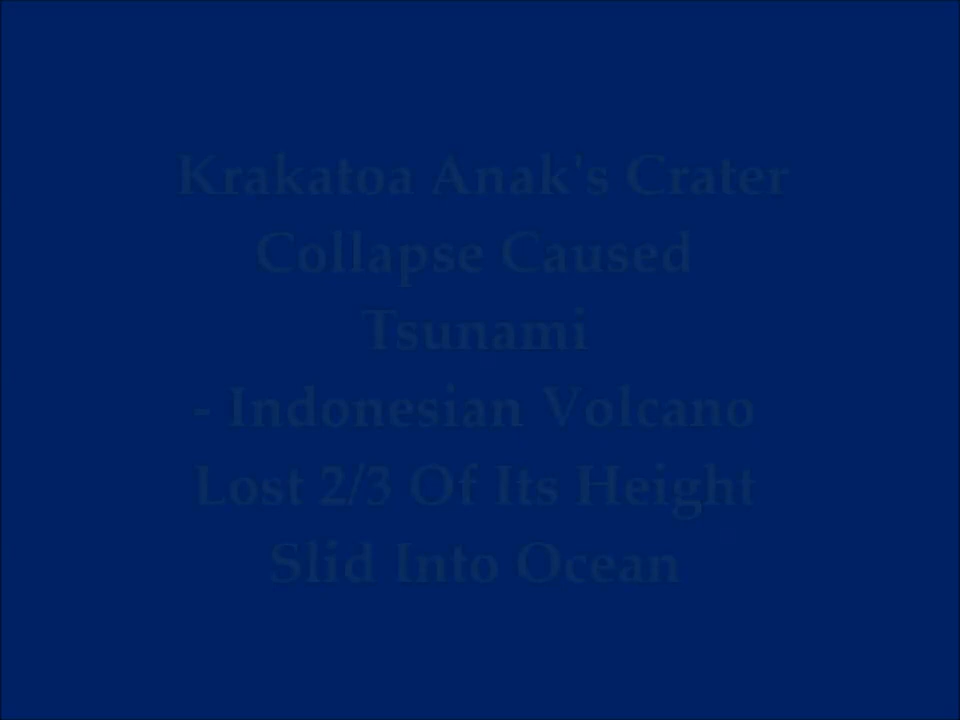 Krakatoa Anak's Crater
Collapse Caused
Tsunami
- Indonesian Volcano
Lost 2/3 Of Its Height
Slid Into Ocean